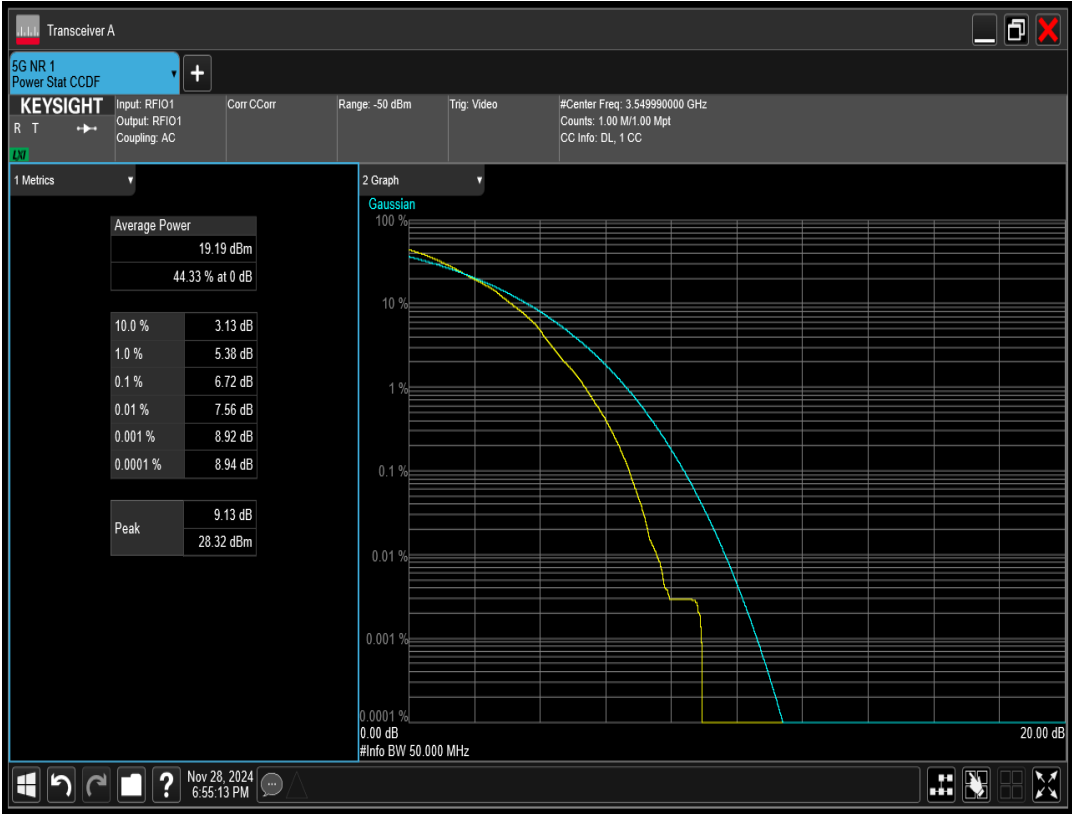 Transceiver A
5G NR 1
Power Stat CCDF
KEYSIGHT
R T
LXI
Input: RFIO1
Output: RFIO1
Coupling: AC
Corr CCorr
Range: -50 dBm
Trig: Video
#Center Freq: 3.549990000 GHz
Counts: 1.00 M/1.00 Mpt
CC Info: DL, 1 CC
1 Metrics
Average Power
19.19 dBm
44.33 % at 0 dB
10.0 % 3.13 dB
1.0 % 5.38 dB
0.1 % 6.72 dB
0.01 % 7.56 dB
0.001 % 8.92 dB
0.0001 % 8.94 dB
Peak
9.13 dB
28.32 dBm
2 Graph
Gaussian
100 %
10 %
1 %
0.1 %
0.01 %
0.001 %
0.0001 %
0.00 dB
20.00 dB
#Info BW 50.000 MHz
?
Nov 28, 2024
6:55:13 PM